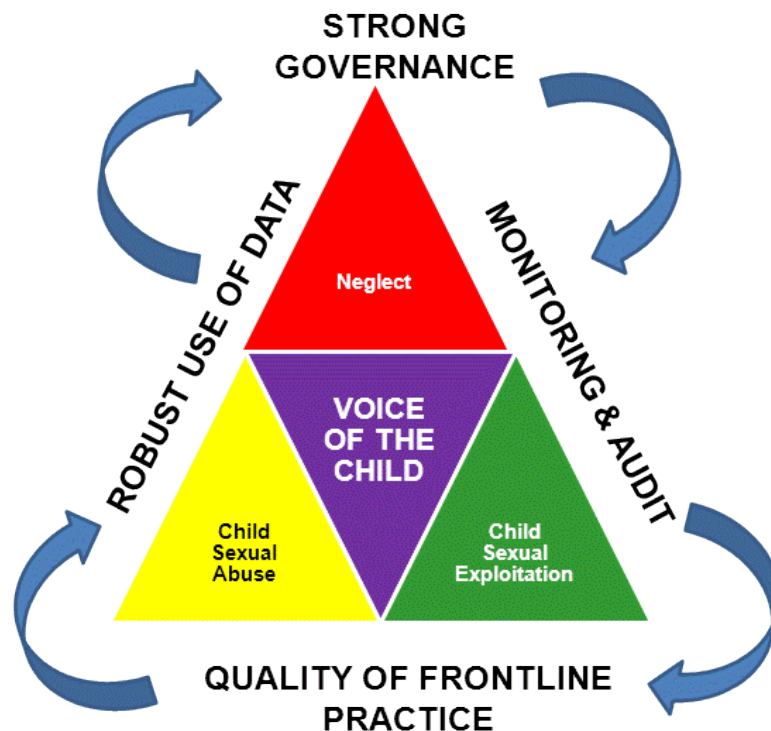 STRONG
GOVERNANCE
ROBUST USE OF DATA
MONITORING & AUDIT
Neglect
VOICE
OF THE
CHILD
Child
Sexual
Abuse
Child
Sexual
Exploitation
QUALITY OF FRONTLINE
PRACTICE